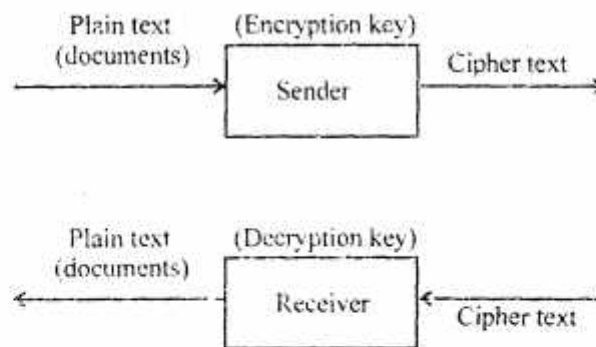 Plain text
(documents)
(Encryption key)
Sender
Cipher text
Plain text
(documents)
(Decryption key)
Receiver
Cipher text